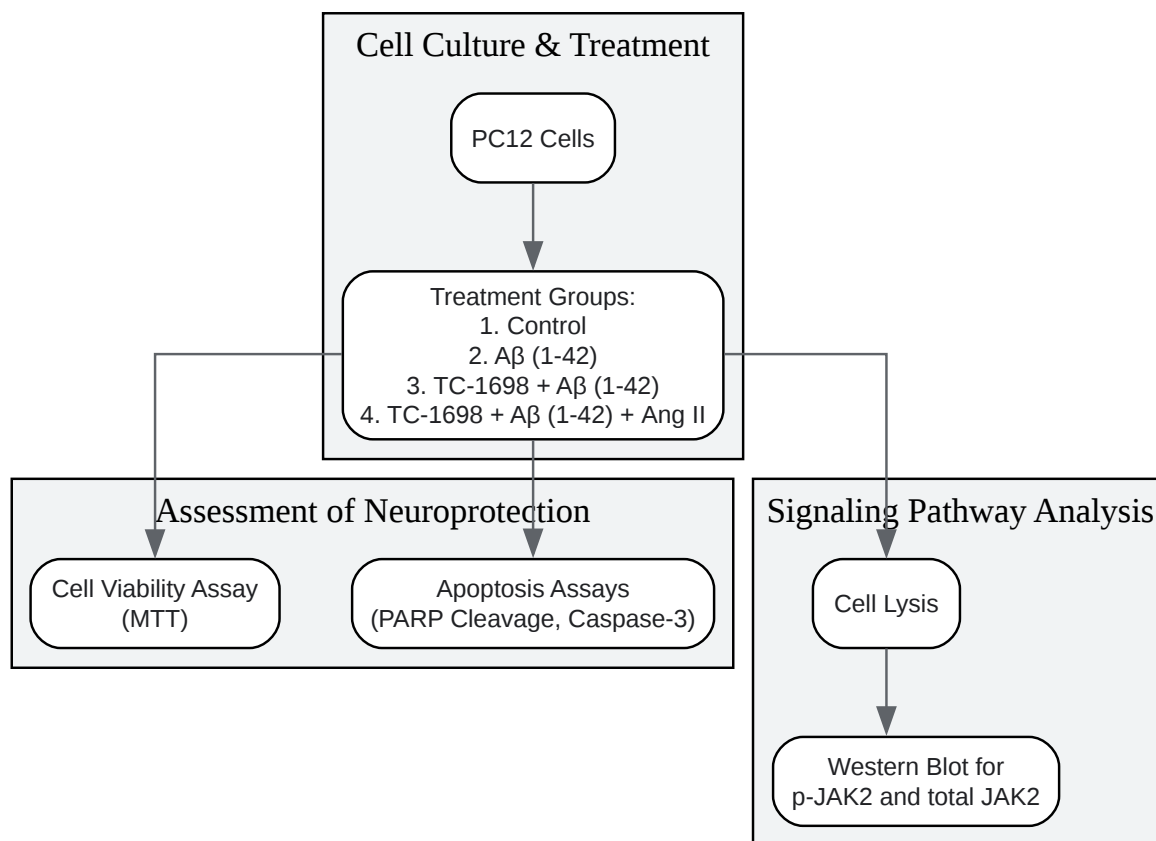 Cell Culture & Treatment
PC12 Cells
Treatment Groups:
1. Control
2. Aβ (1-42)
3. TC-1698 + Aβ (1-42)
4. TC-1698 + Aβ (1-42) + Ang II
Assessment of Neuroprotection
Cell Viability Assay
(MTT)
Apoptosis Assays
(PARP Cleavage, Caspase-3)
Signaling Pathway Analysis
Cell Lysis
Western Blot for
p-JAK2 and total JAK2